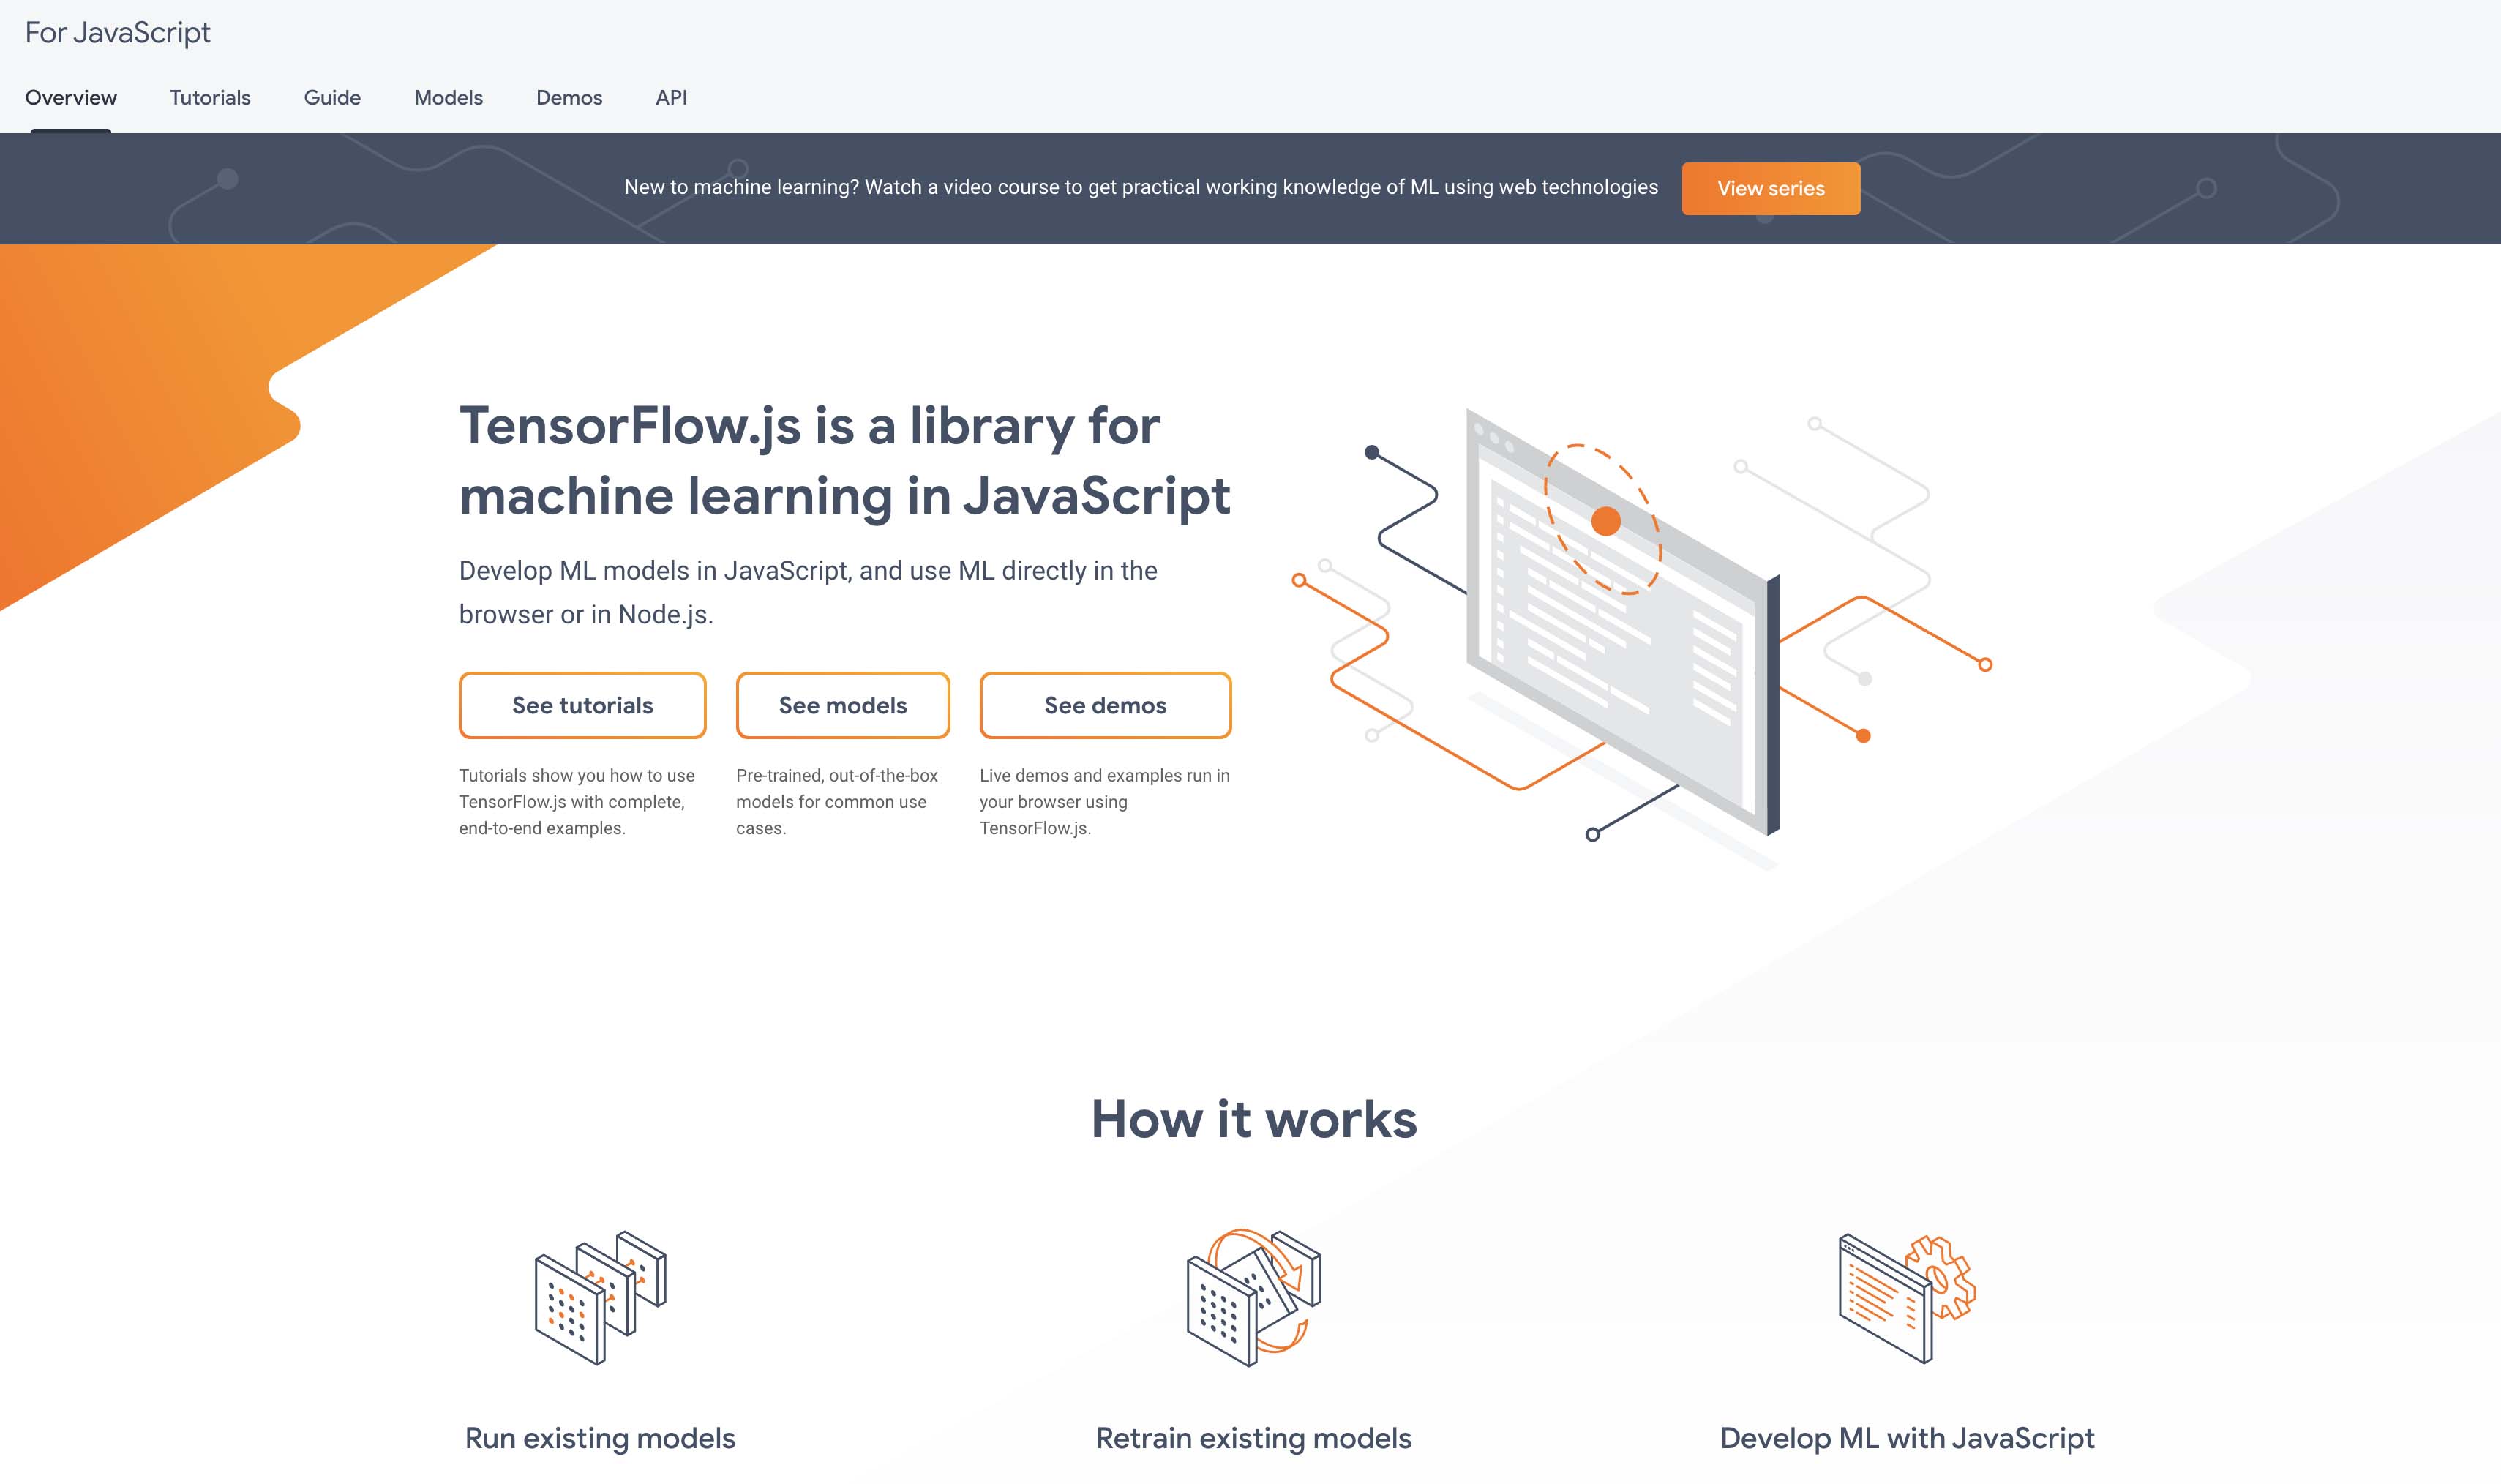 For JavaScript
Overview Tutorials Guide Models Demos API
New to machine learning? Watch a video course to get practical working knowledge of ML using web technologies View series
TensorFlow.js is a library for
machine learning in JavaScript
Develop ML models in JavaScript, and use ML directly in the
browser or in Node.js.
See tutorials
Tutorials show you how to use
TensorFlow.js with complete,
end-to-end examples.
See models
Pre-trained, out-of-the-box
models for common use
cases.
See demos
Live demos and examples run in
your browser using
TensorFlow.js.
How it works
Run existing models
Retrain existing models
Develop ML with JavaScript